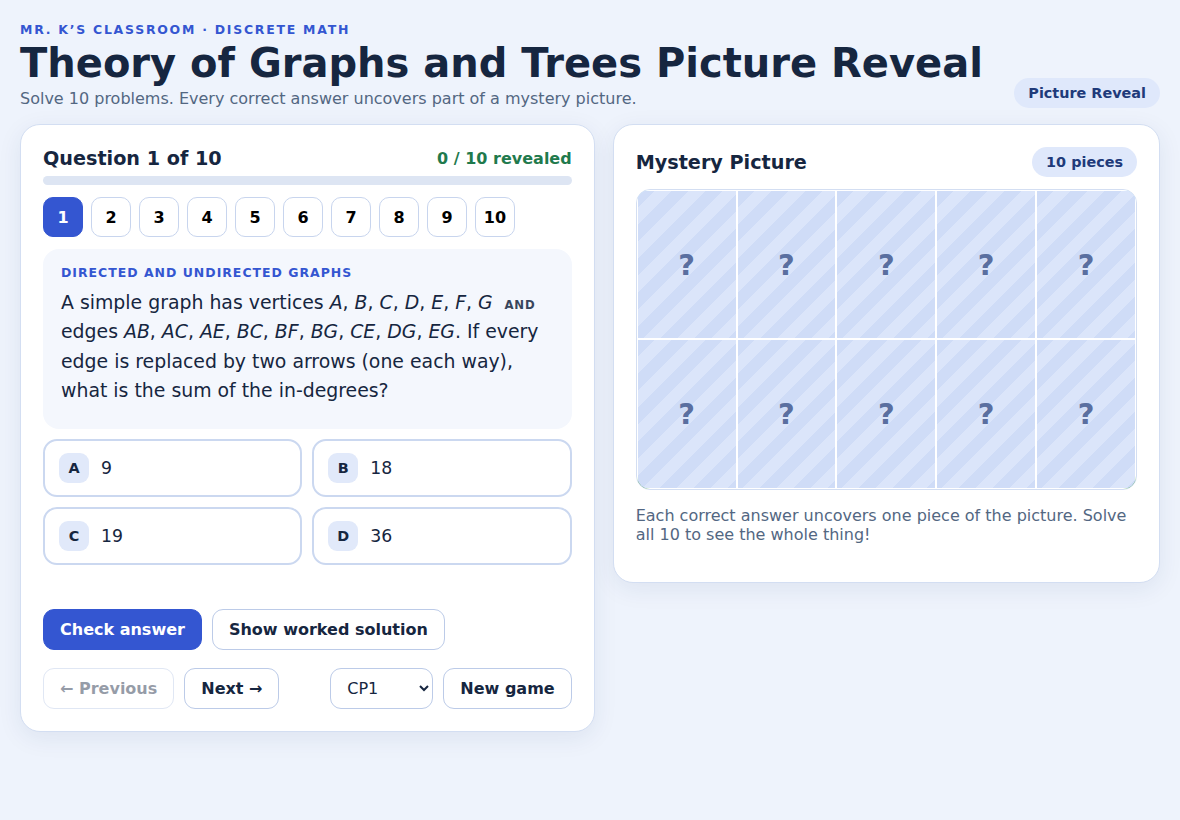 MR. K'S CLASSROOM · DISCRETE MATH
Theory of Graphs and Trees Picture Reveal
Solve 10 problems. Every correct answer uncovers part of a mystery picture.
Picture Reveal
Question 1 of 10
0 / 10 revealed
1 2 3 4 5 6 7 8 9 10
DIRECTED AND UNDIRECTED GRAPHS
A simple graph has vertices A, B, C, D, E, F, G AND
edges AB, AC, AE, BC, BF, BG, CE, DG, EG. If every
edge is replaced by two arrows (one each way),
what is the sum of the in-degrees?
A 9
B 18
C 19
D 36
Check answer
Show worked solution
← Previous
Next →
CP1
New game
Mystery Picture
10 pieces
? ? ? ? ?
? ? ? ? ?
Each correct answer uncovers one piece of the picture. Solve
all 10 to see the whole thing!